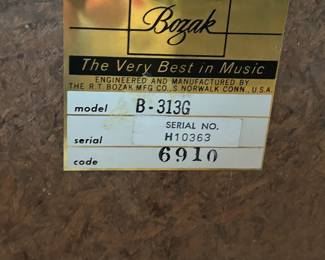 Bozak
The Very Best in Music
ENGINEERED AND MANUFACTURED BY
THE R.T. BOZAK MFG CO., S NORWALK CONN., U.S.A.
model B-313G
SERIAL NO.
serial H10363
code 6910